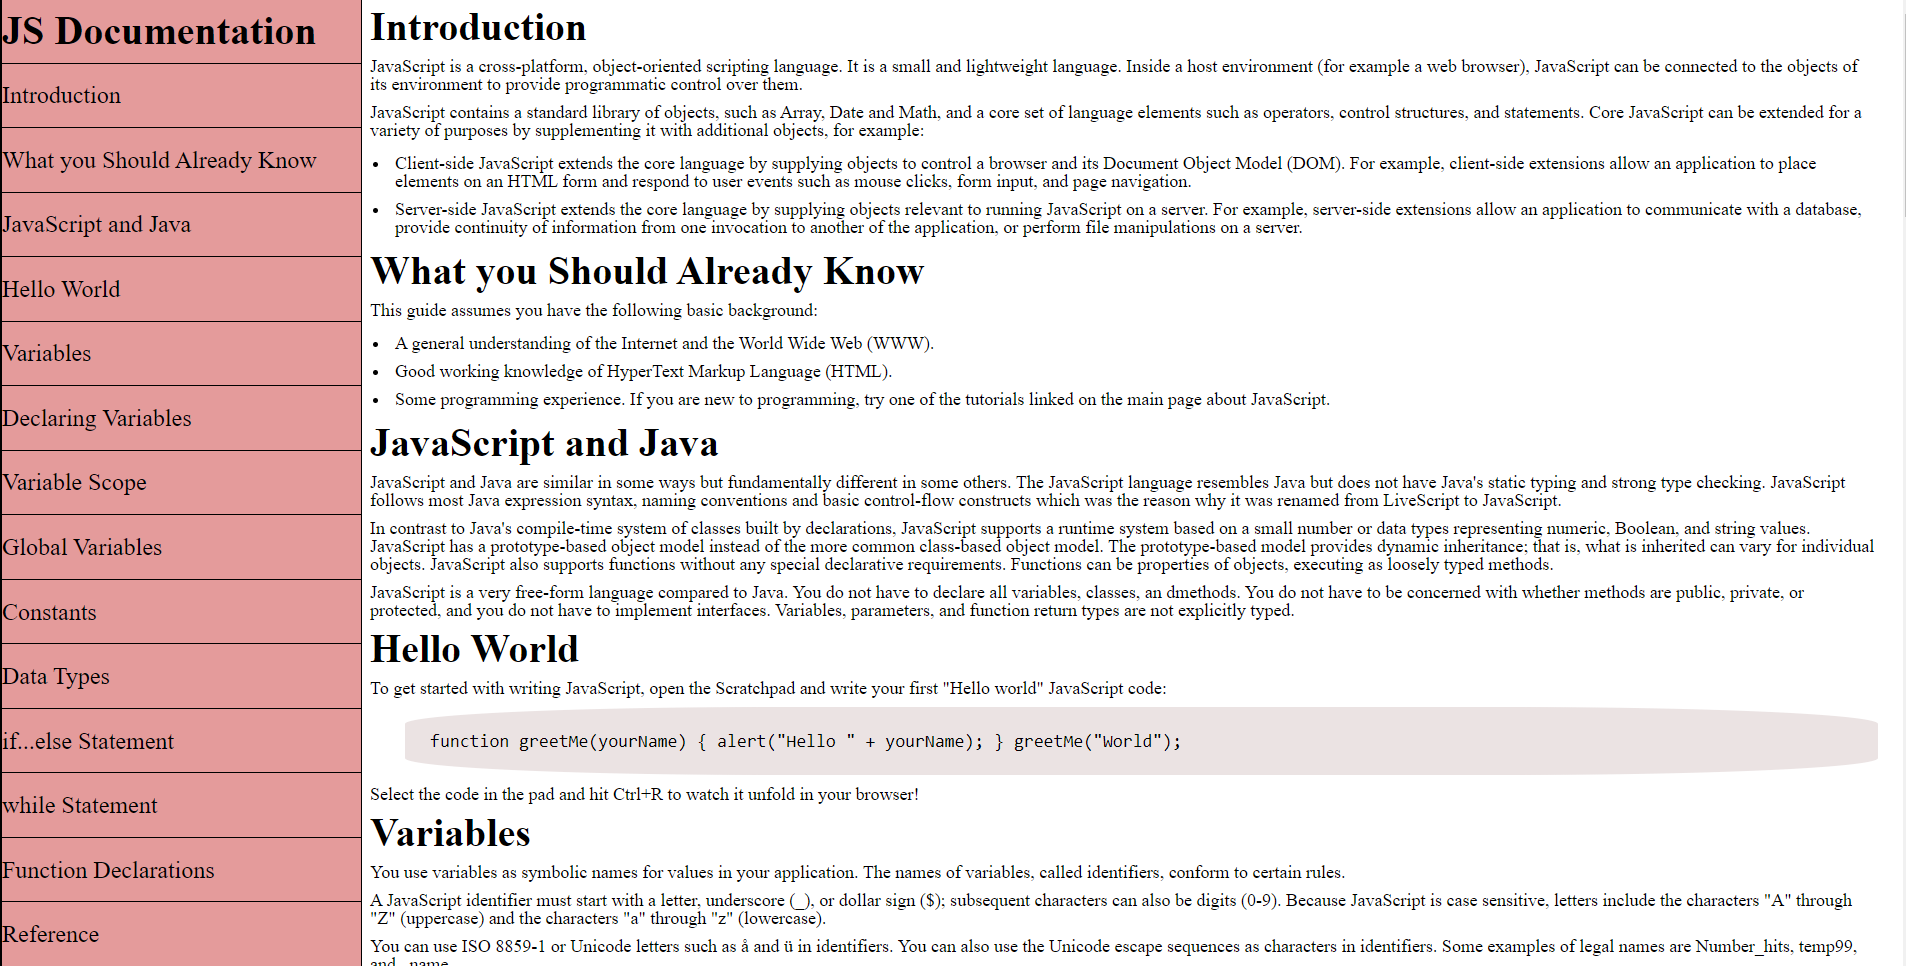 JS Documentation
Introduction
What you Should Already Know
JavaScript and Java
Hello World
Variables
Declaring Variables
Variable Scope
Global Variables
Constants
Data Types
if...else Statement
while Statement
Function Declarations
Reference
Introduction
JavaScript is a cross-platform, object-oriented scripting language. It is a small and lightweight language. Inside a host environment (for example a web browser), JavaScript can be connected to the objects of
its environment to provide programmatic control over them.
JavaScript contains a standard library of objects, such as Array, Date and Math, and a core set of language elements such as operators, control structures, and statements. Core JavaScript can be extended for a
variety of purposes by supplementing it with additional objects, for example:
• Client-side JavaScript extends the core language by supplying objects to control a browser and its Document Object Model (DOM). For example, client-side extensions allow an application to place
elements on an HTML form and respond to user events such as mouse clicks, form input, and page navigation.
• Server-side JavaScript extends the core language by supplying objects relevant to running JavaScript on a server. For example, server-side extensions allow an application to communicate with a database,
provide continuity of information from one invocation to another of the application, or perform file manipulations on a server.
What you Should Already Know
This guide assumes you have the following basic background:
• A general understanding of the Internet and the World Wide Web (WWW).
• Good working knowledge of HyperText Markup Language (HTML).
• Some programming experience. If you are new to programming, try one of the tutorials linked on the main page about JavaScript.
JavaScript and Java
JavaScript and Java are similar in some ways but fundamentally different in some others. The JavaScript language resembles Java but does not have Java's static typing and strong type checking. JavaScript
follows most Java expression syntax, naming conventions and basic control-flow constructs which was the reason why it was renamed from LiveScript to JavaScript.
In contrast to Java's compile-time system of classes built by declarations, JavaScript supports a runtime system based on a small number or data types representing numeric, Boolean, and string values.
JavaScript has a prototype-based object model instead of the more common class-based object model. The prototype-based model provides dynamic inheritance; that is, what is inherited can vary for individual
objects. JavaScript also supports functions without any special declarative requirements. Functions can be properties of objects, executing as loosely typed methods.
JavaScript is a very free-form language compared to Java. You do not have to declare all variables, classes, an dmethods. You do not have to be concerned with whether methods are public, private, or
protected, and you do not have to implement interfaces. Variables, parameters, and function return types are not explicitly typed.
Hello World
To get started with writing JavaScript, open the Scratchpad and write your first "Hello world" JavaScript code:
function greetMe(yourName) { alert("Hello " + yourName); } greetMe("World");
Select the code in the pad and hit Ctrl+R to watch it unfold in your browser!
Variables
You use variables as symbolic names for values in your application. The names of variables, called identifiers, conform to certain rules.
A JavaScript identifier must start with a letter, underscore (_), or dollar sign ($); subsequent characters can also be digits (0-9). Because JavaScript is case sensitive, letters include the characters "A" through
"Z" (uppercase) and the characters "a" through "z" (lowercase).
You can use ISO 8859-1 or Unicode letters such as å and ü in identifiers. You can also use the Unicode escape sequences as characters in identifiers. Some examples of legal names are Number_hits, temp99,
and _name.